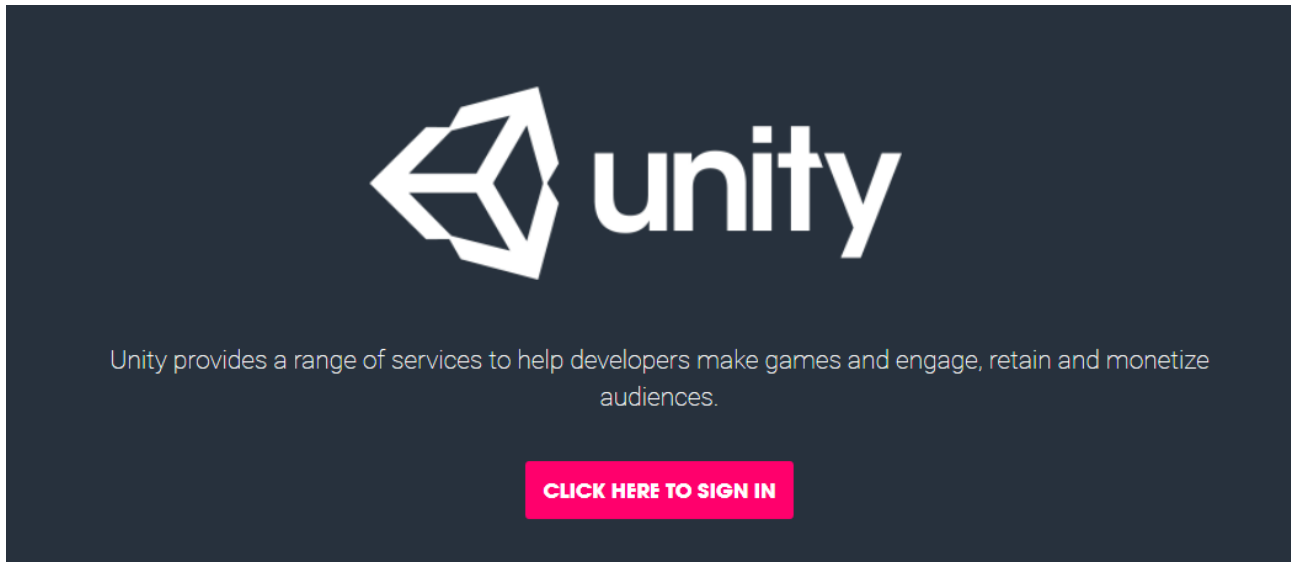 unity
Unity provides a range of services to help developers make games and engage, retain and monetize
audiences.
CLICK HERE TO SIGN IN